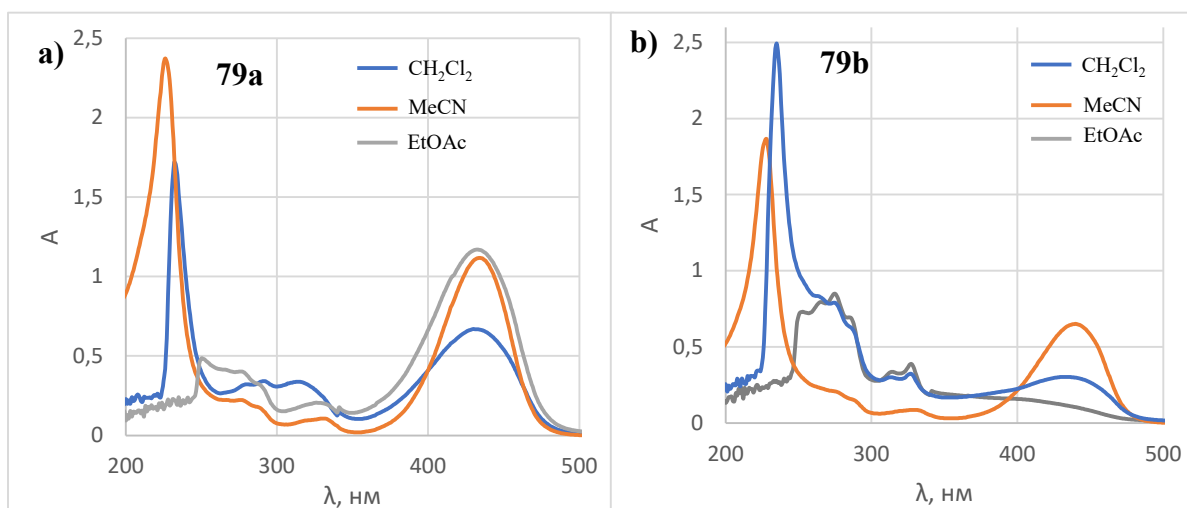 a)
79a
CH₂Cl₂
MeCN
EtOAc
2,5
2
1,5
1
0,5
0
A
200
300
400
500
λ, нм
b)
79b
CH₂Cl₂
MeCN
EtOAc
2,5
2
1,5
1
0,5
0
A
200
300
400
500
λ, нм